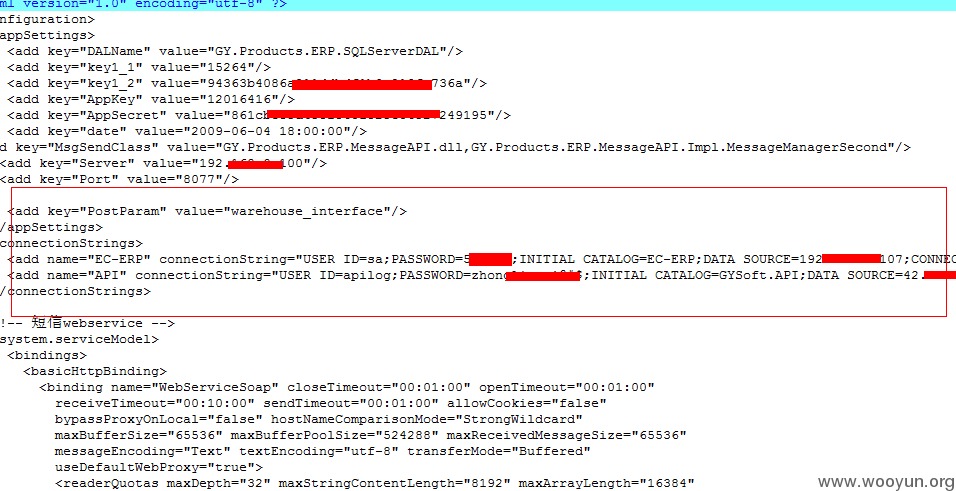 ml version="1.0" encoding="utf-8" ?>
nfiguration>
appSettings>
<add key="DALName" value="GY.Products.ERP.SQLServerDAL"/>
<add key="key1_1" value="15264"/>
<add key="key1_2" value="94363b4086a 736a"/>
<add key="AppKey" value="12016416"/>
<add key="AppSecret" value="861c 249195"/>
<add key="date" value="2009-06-04 18:00:00"/>
d key="MsgSendClass" value="GY.Products.ERP.MessageAPI.dll,GY.Products.ERP.MessageAPI.Impl.MessageManagerSecond"/>
<add key="Server" value="192. 100"/>
<add key="Port" value="8077"/>
<add key="PostParam" value="warehouse_interface"/>
/appSettings>
connectionStrings>
<add name="EC-ERP" connectionString="USER ID=sa;PASSWORD=5 ;INITIAL CATALOG=EC-ERP;DATA SOURCE=192 107;CONNEC
<add name="API" connectionString="USER ID=apilog;PASSWORD=zhong ;INITIAL CATALOG=GYSoft.API;DATA SOURCE=42.
/connectionStrings>
!-- 短信webservice -->
system.serviceModel>
<bindings>
<basicHttpBinding>
<binding name="WebServiceSoap" closeTimeout="00:01:00" openTimeout="00:01:00"
receiveTimeout="00:10:00" sendTimeout="00:01:00" allowCookies="false"
bypassProxyOnLocal="false" hostNameComparisonMode="StrongWildcard"
maxBufferSize="65536" maxBufferPoolSize="524288" maxReceivedMessageSize="65536"
messageEncoding="Text" textEncoding="utf-8" transferMode="Buffered"
useDefaultWebProxy="true">
<readerQuotas maxDepth="32" maxStringContentLength="8192" maxArrayLength="16384"
www.wooyun.org